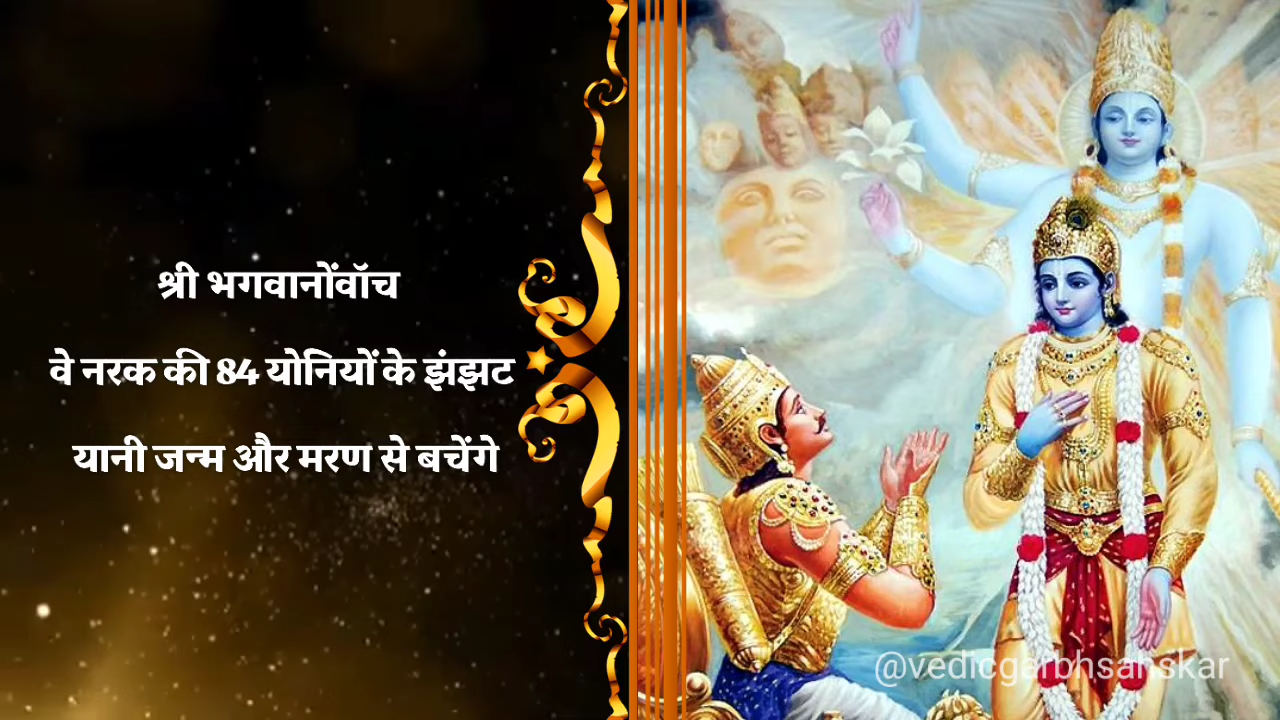 श्री भगवानोंवॉच
वे नरक की 84 योनियों के झंझट
यानी जन्म और मरण से बचेंगे
@vedicgarbhsanskar